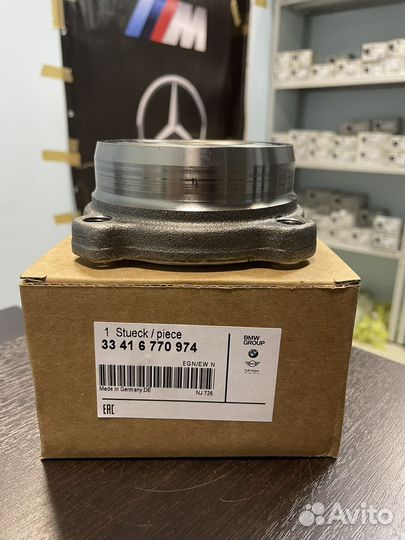 M
1 Stueck / piece
33 41 6 770 974
EGN/EW N
Made in Germany DE
NJ 726
EAC
BMW
GROUP
Avito